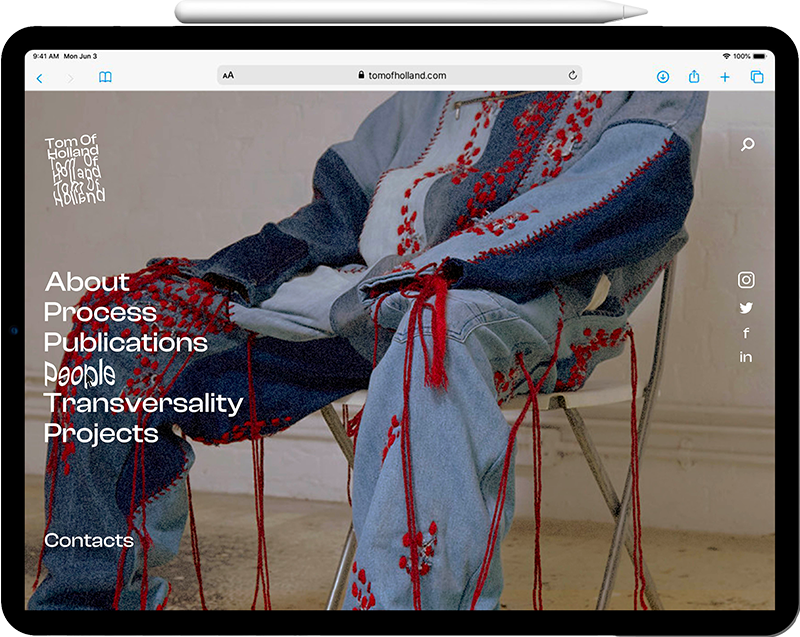 9:41 AM Mon Jun 3
100%
AA
tomofholland.com
Tom Of
Holland
Tom Of
Holland
Tom Of
Holland
About
Process
Publications
People
Transversality
Projects
Contacts
f
in